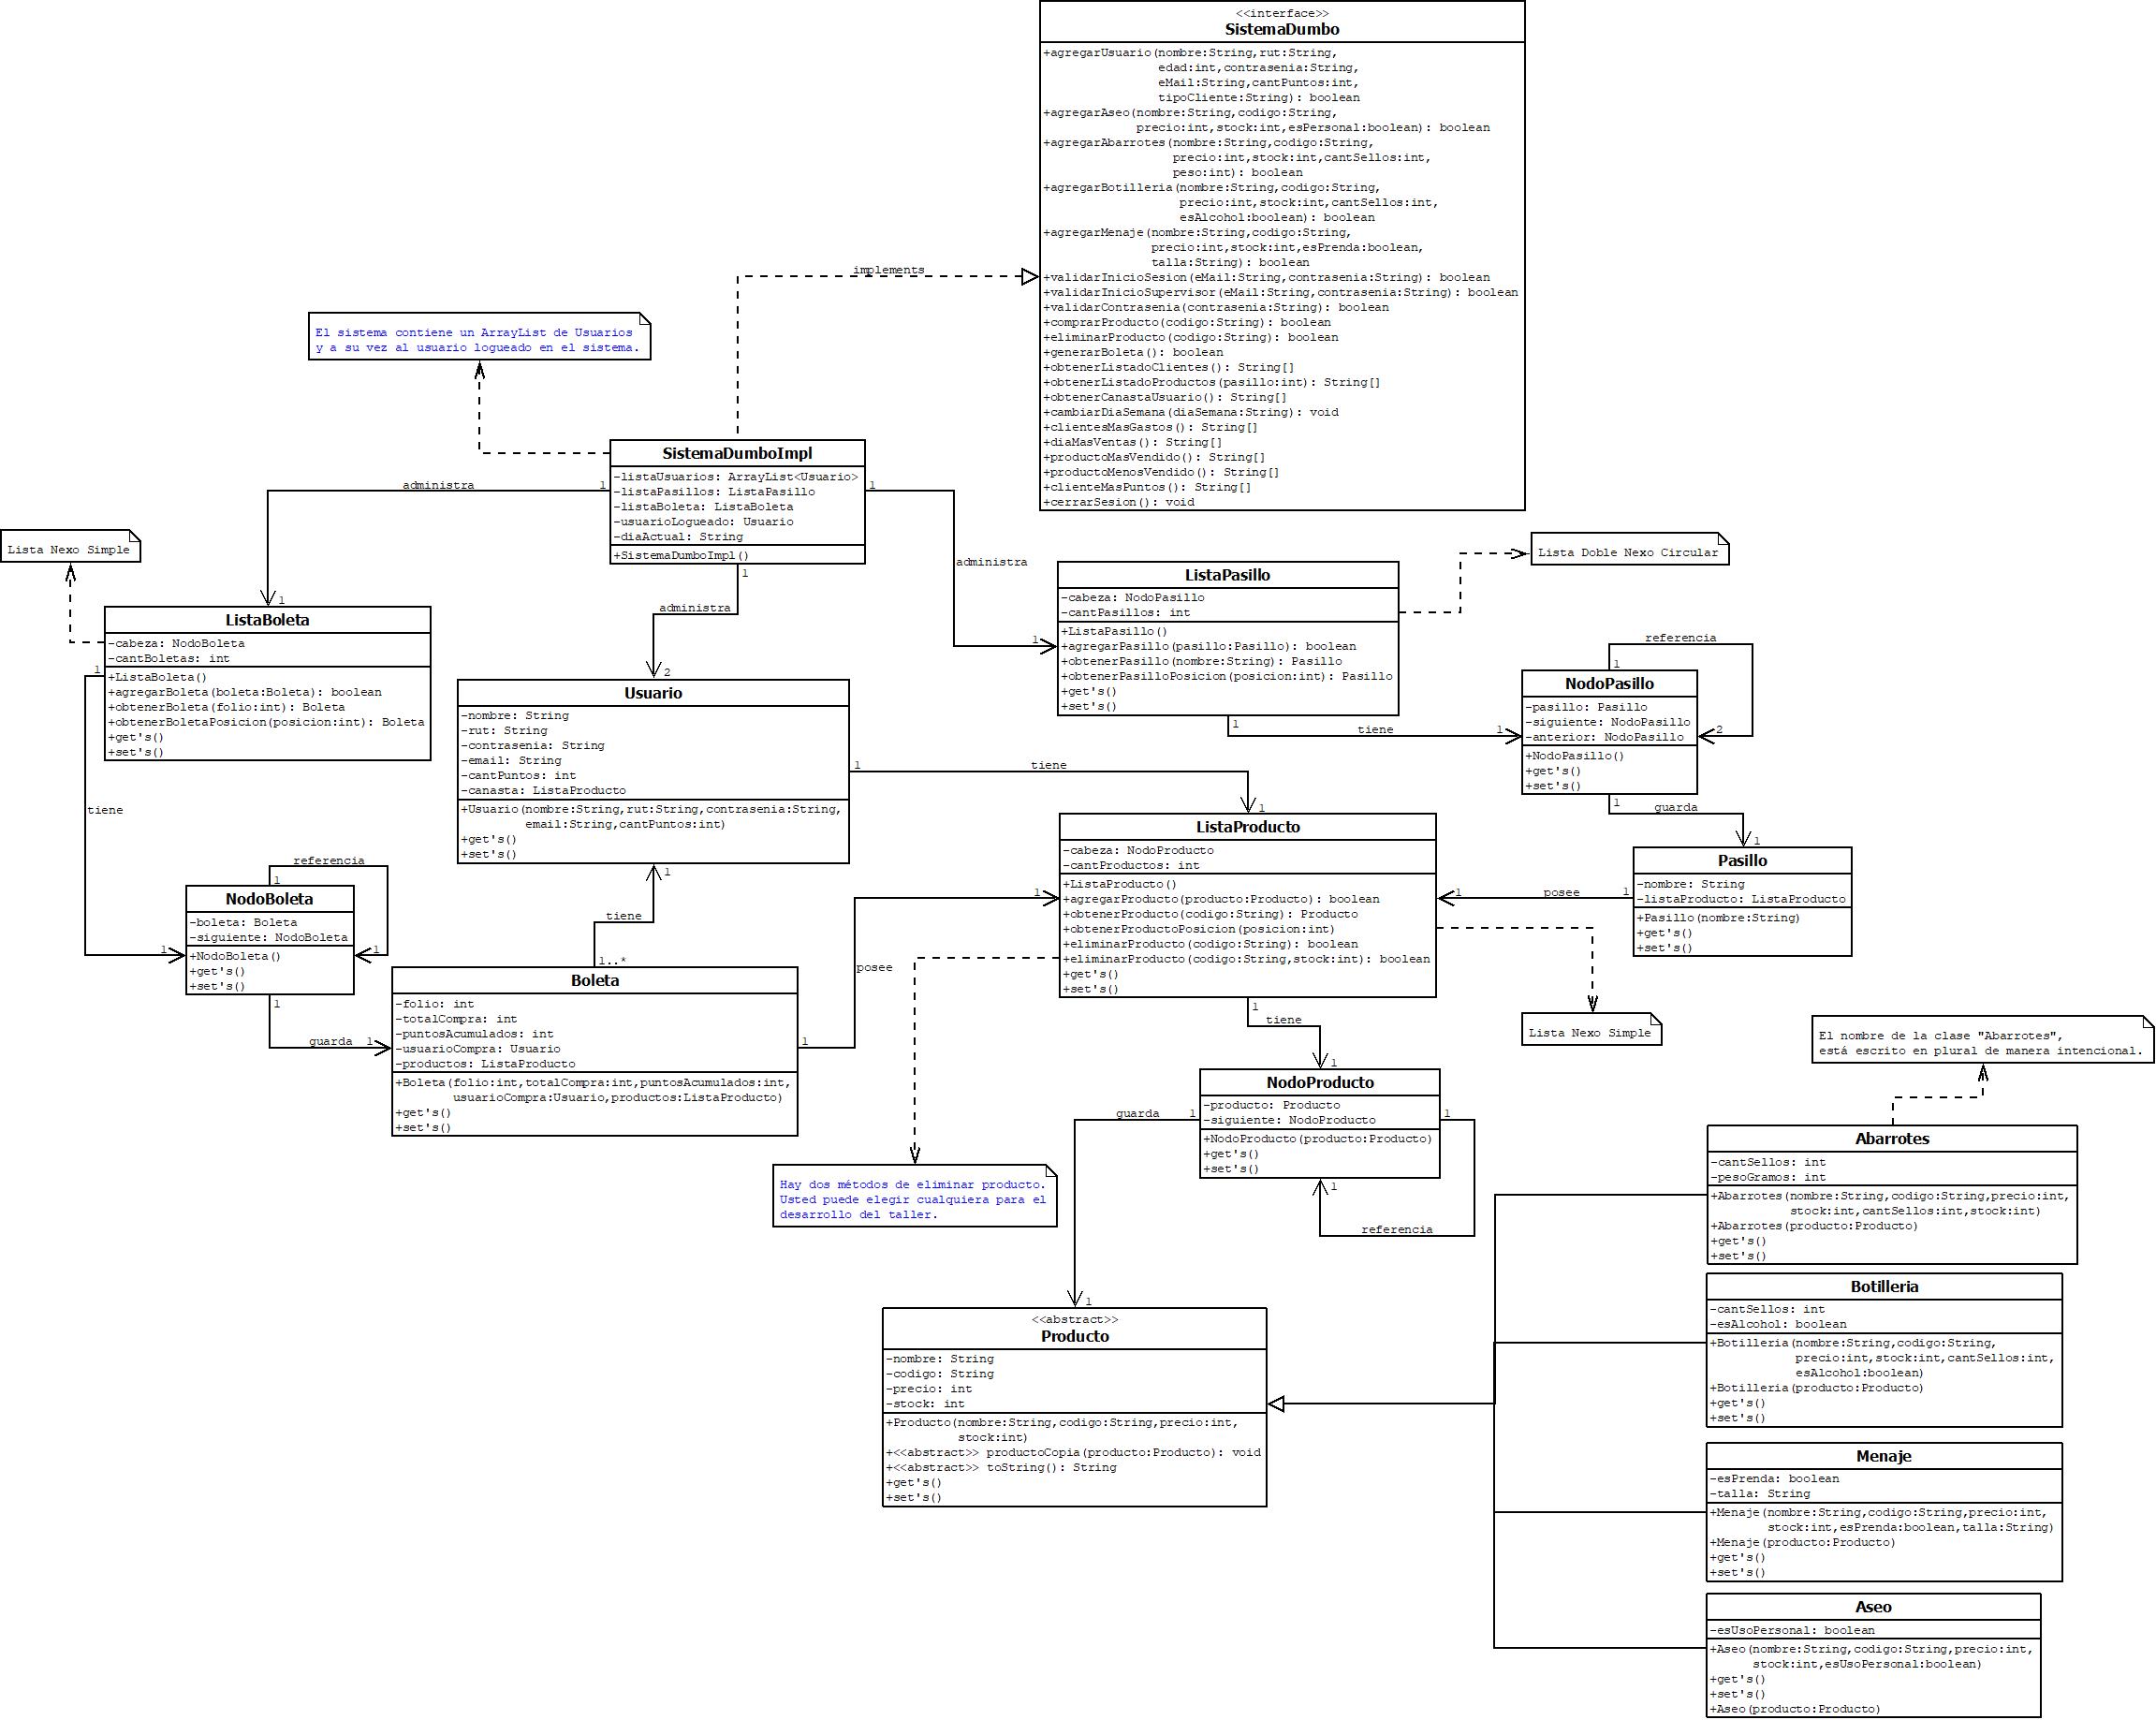 <<interface>>
SistemaDumbo
+agregarUsuario(nombre:String,rut:String,
edad:int,contrasenia:String,
eMail:String,cantPuntos:int,
tipoCliente:String): boolean
+agregarAseo(nombre:String,codigo:String,
precio:int,stock:int,esPersonal:boolean): boolean
+agregarAbarrotes(nombre:String,codigo:String,
precio:int,stock:int,cantSellos:int,
peso:int): boolean
+agregarBotilleria(nombre:String,codigo:String,
precio:int,stock:int,cantSellos:int,
esAlcohol:boolean): boolean
+agregarMenaje(nombre:String,codigo:String,
precio:int,stock:int,esPrenda:boolean,
talla:String): boolean
+validarInicioSesion(eMail:String,contrasenia:String): boolean
+validarInicioSupervisor(eMail:String,contrasenia:String): boolean
+validarContrasenia(contrasenia:String): boolean
+comprarProducto(codigo:String): boolean
+eliminarProducto(codigo:String): boolean
+generarBoleta(): boolean
+obtenerListadoClientes(): String[]
+obtenerListadoProductos(pasillo:int): String[]
+obtenerCanastaUsuario(): String[]
+cambiarDiaSemana(diaSemana:String): void
+clientesMasGastos(): String[]
+diaMasVentas(): String[]
+productoMasVendido(): String[]
+productoMenosVendido(): String[]
+clienteMasPuntos(): String[]
+cerrarSesion(): void
implements
El sistema contiene un ArrayList de Usuarios
y a su vez al usuario logueado en el sistema.
SistemaDumboImpl
-listaUsuarios: ArrayList<Usuario>
-listaPasillos: ListaPasillo
-listaBoleta: ListaBoleta
-usuarioLogueado: Usuario
-diaActual: String
+SistemaDumboImpl()
administra
1
1
1
administra
1
1
administra
2
Lista Nexo Simple
ListaBoleta
-cabeza: NodoBoleta
-cantBoletas: int
+ListaBoleta()
+agregarBoleta(boleta:Boleta): boolean
+obtenerBoleta(folio:int): Boleta
+obtenerBoletaPosicion(posicion:int): Boleta
+get's()
+set's()
1
tiene
1
Lista Doble Nexo Circular
ListaPasillo
-cabeza: NodoPasillo
-cantPasillos: int
+ListaPasillo()
+agregarPasillo(pasillo:Pasillo): boolean
+obtenerPasillo(nombre:String): Pasillo
+obtenerPasilloPosicion(posicion:int): Pasillo
+get's()
+set's()
1
tiene
1
referencia
1
2
NodoPasillo
-pasillo: Pasillo
-siguiente: NodoPasillo
-anterior: NodoPasillo
+NodoPasillo()
+get's()
+set's()
1
guarda
1
Usuario
-nombre: String
-rut: String
-contrasenia: String
-email: String
-cantPuntos: int
-canasta: ListaProducto
+Usuario(nombre:String,rut:String,contrasenia:String,
email:String,cantPuntos:int)
+get's()
+set's()
1
tiene
1
1
tiene
1..*
ListaProducto
-cabeza: NodoProducto
-cantProductos: int
+ListaProducto()
+agregarProducto(producto:Producto): boolean
+obtenerProducto(codigo:String): Producto
+obtenerProductoPosicion(posicion:int)
+eliminarProducto(codigo:String): boolean
+eliminarProducto(codigo:String,stock:int): boolean
+get's()
+set's()
1
posee
1
Pasillo
-nombre: String
-listaProducto: ListaProducto
+Pasillo(nombre:String)
+get's()
+set's()
referencia
1
1
NodoBoleta
-boleta: Boleta
-siguiente: NodoBoleta
+NodoBoleta()
+get's()
+set's()
1
guarda
1
Boleta
-folio: int
-totalCompra: int
-puntosAcumulados: int
-usuarioCompra: Usuario
-productos: ListaProducto
+Boleta(folio:int,totalCompra:int,puntosAcumulados:int,
usuarioCompra:Usuario,productos:ListaProducto)
+get's()
+set's()
1
posee
1
Lista Nexo Simple
El nombre de la clase "Abarrotes",
está escrito en plural de manera intencional.
1
tiene
1
NodoProducto
-producto: Producto
-siguiente: NodoProducto
+NodoProducto(producto:Producto)
+get's()
+set's()
1
guarda
1
1
referencia
1
Hay dos métodos de eliminar producto.
Usted puede elegir cualquiera para el
desarrollo del taller.
Abarrotes
-cantSellos: int
-pesoGramos: int
+Abarrotes(nombre:String,codigo:String,precio:int,
stock:int,cantSellos:int,stock:int)
+Abarrotes(producto:Producto)
+get's()
+set's()
Botilleria
-cantSellos: int
-esAlcohol: boolean
+Botilleria(nombre:String,codigo:String,
precio:int,stock:int,cantSellos:int,
esAlcohol:boolean)
+Botilleria(producto:Producto)
+get's()
+set's()
<<abstract>>
Producto
-nombre: String
-codigo: String
-precio: int
-stock: int
+Producto(nombre:String,codigo:String,precio:int,
stock:int)
+<<abstract>> productoCopia(producto:Producto): void
+<<abstract>> toString(): String
+get's()
+set's()
Menaje
-esPrenda: boolean
-talla: String
+Menaje(nombre:String,codigo:String,precio:int,
stock:int,esPrenda:boolean,talla:String)
+Menaje(producto:Producto)
+get's()
+set's()
Aseo
-esUsoPersonal: boolean
+Aseo(nombre:String,codigo:String,precio:int,
stock:int,esUsoPersonal:boolean)
+get's()
+set's()
+Aseo(producto:Producto)